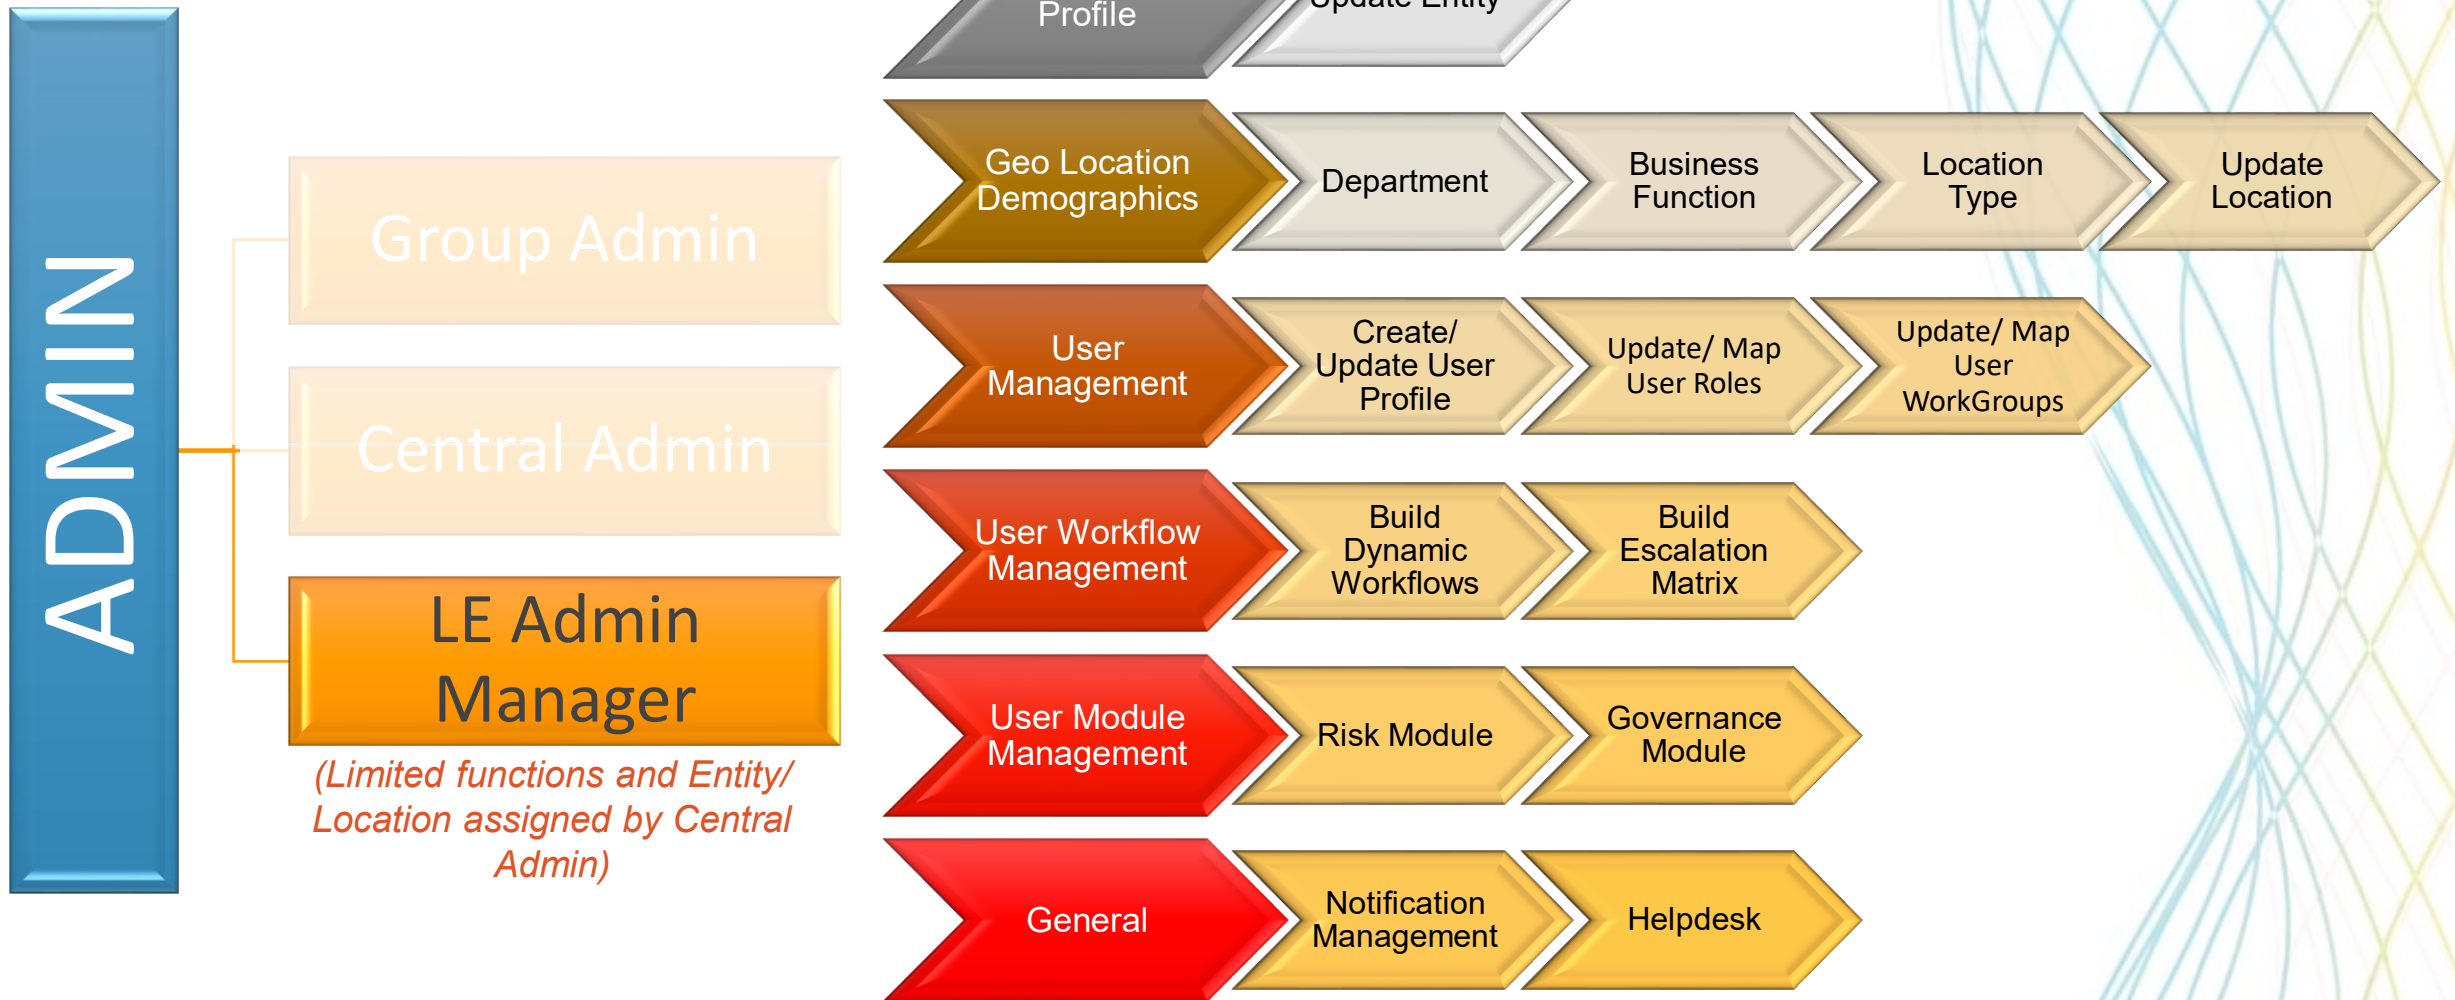 ADMIN
Group Admin
Central Admin
LE Admin
Manager
(Limited functions and Entity/
Location assigned by Central
Admin)
Profile
Update Entity
Geo Location
Demographics
Department
Business
Function
Location
Type
Update
Location
User
Management
Create/
Update User
Profile
Update/ Map
User Roles
Update/ Map
User
WorkGroups
User Workflow
Management
Build
Dynamic
Workflows
Build
Escalation
Matrix
User Module
Management
Risk Module
Governance
Module
General
Notification
Management
Helpdesk